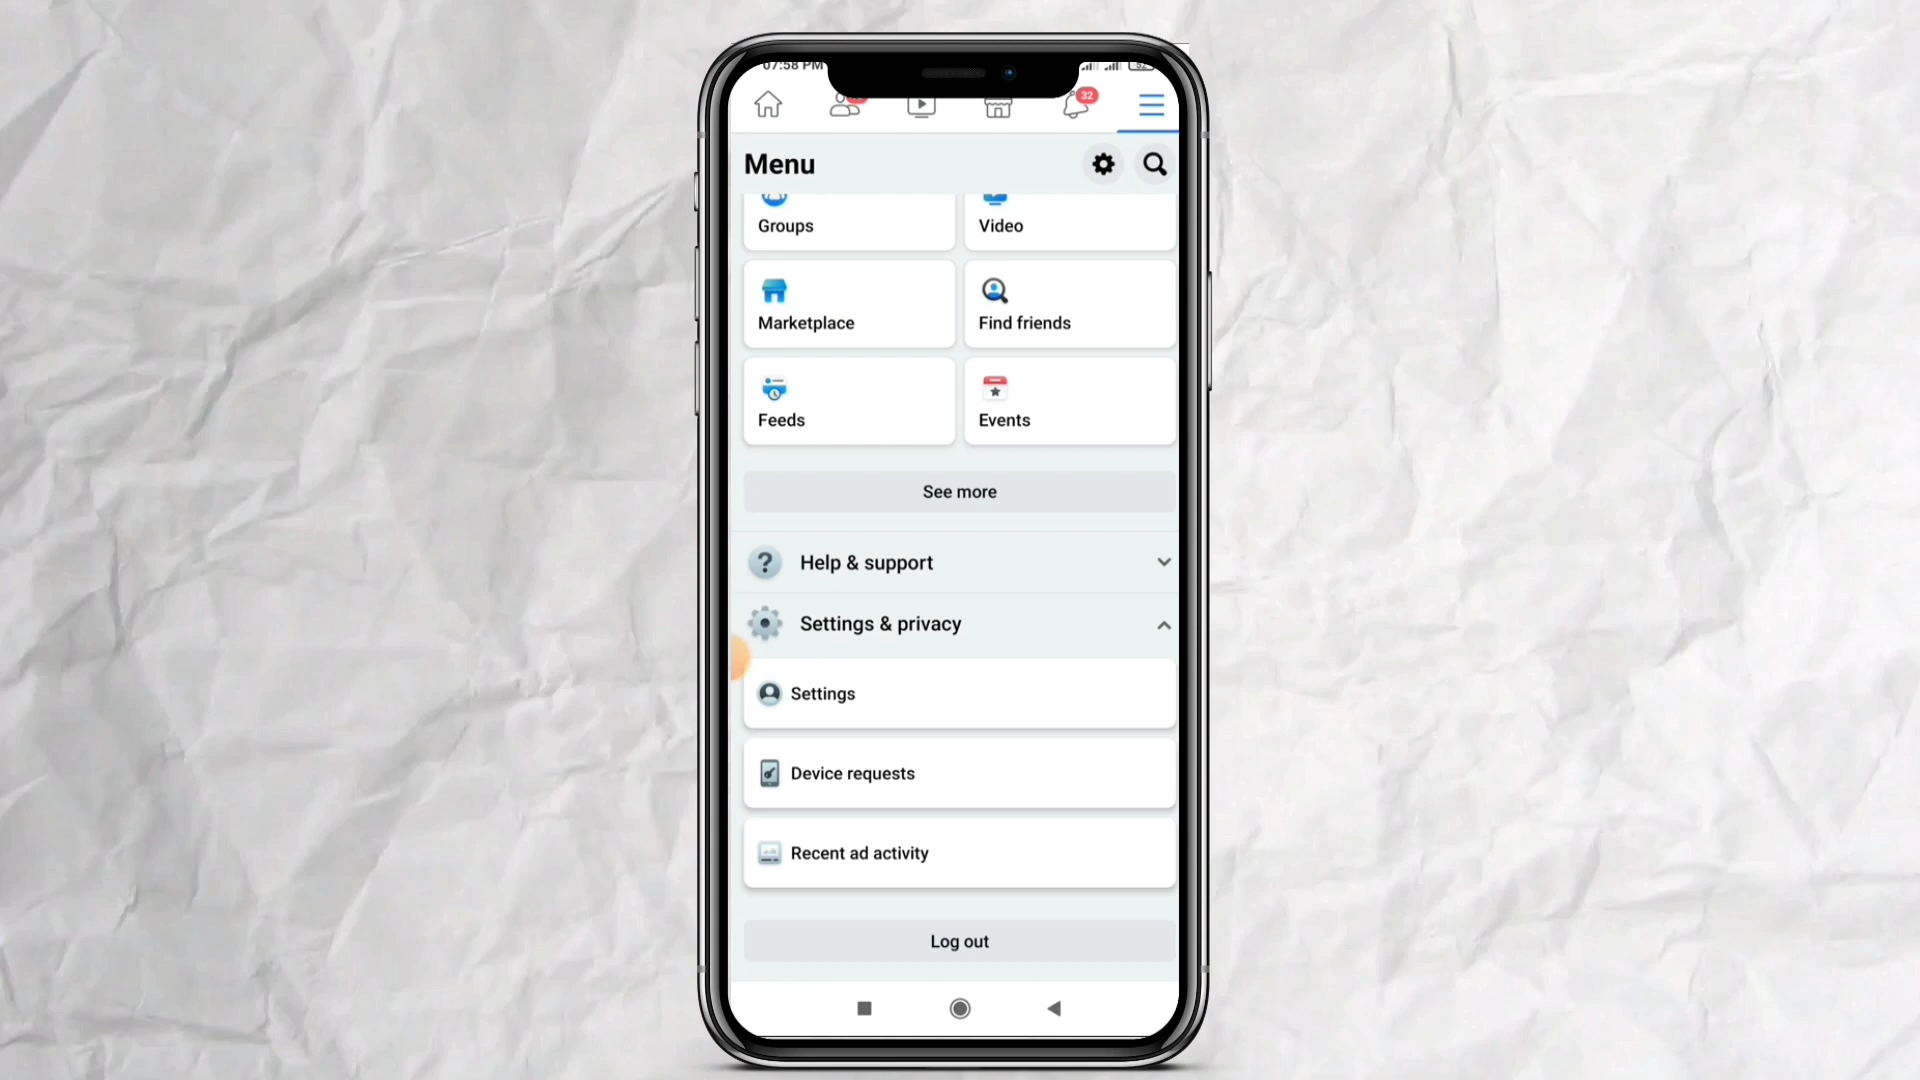 07:58 PM
52
32
Menu
Groups
Video
Marketplace
Find friends
Feeds
Events
See more
Help & support
Settings & privacy
Settings
Device requests
Recent ad activity
Log out